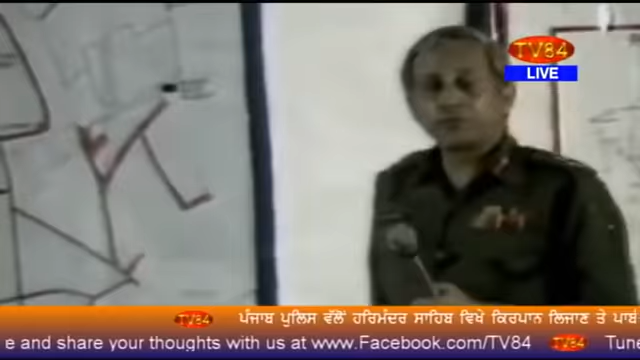 TV84
LIVE
TV84 ਪੰਜਾਬ ਪੁਲਿਸ ਵੱਲੋਂ ਹਰਿਮੰਦਰ ਸਾਹਿਬ ਵਿਖੇ ਕਿਰਪਾਨ ਲਿਜਾਣ ਤੇ ਪਾਬੰ
e and share your thoughts with us at www.Facebook.com/TV84 TV84 Tune